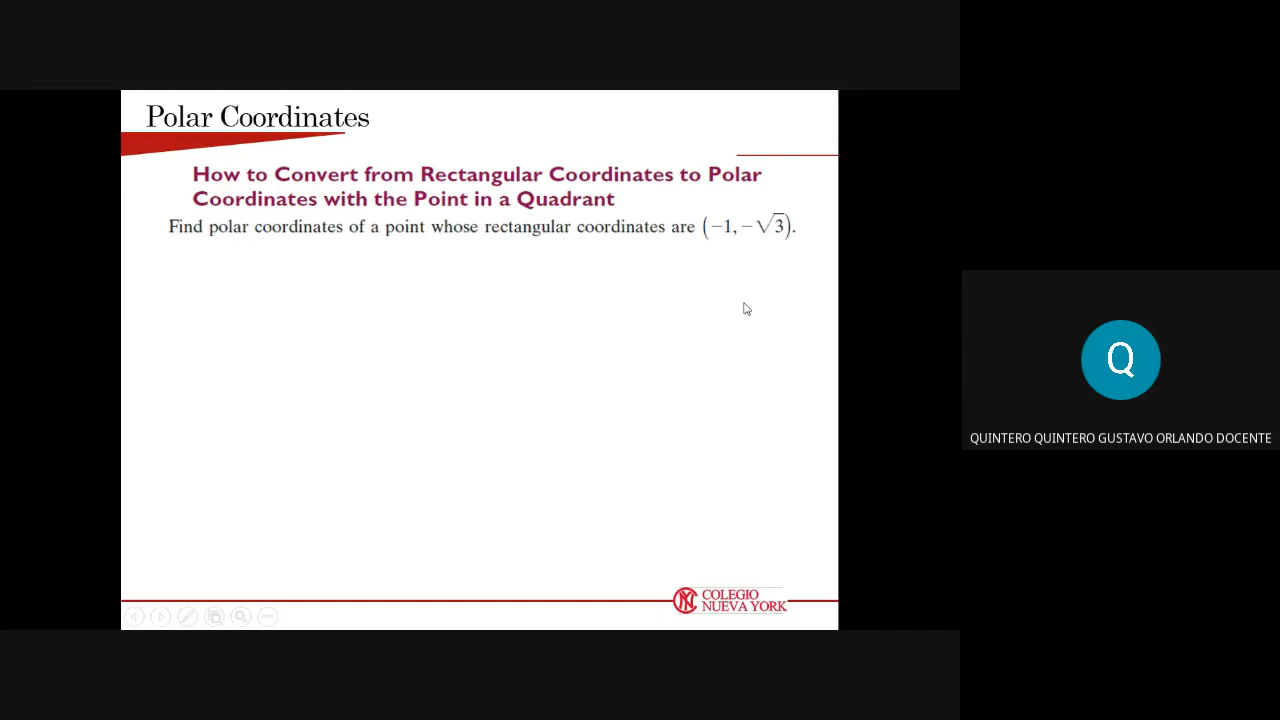 Polar Coordinates
How to Convert from Rectangular Coordinates to Polar
Coordinates with the Point in a Quadrant
Find polar coordinates of a point whose rectangular coordinates are (−1, −√3).
Q
QUINTERO QUINTERO GUSTAVO ORLANDO DOCENTE
COLEGIO
NUEVA YORK